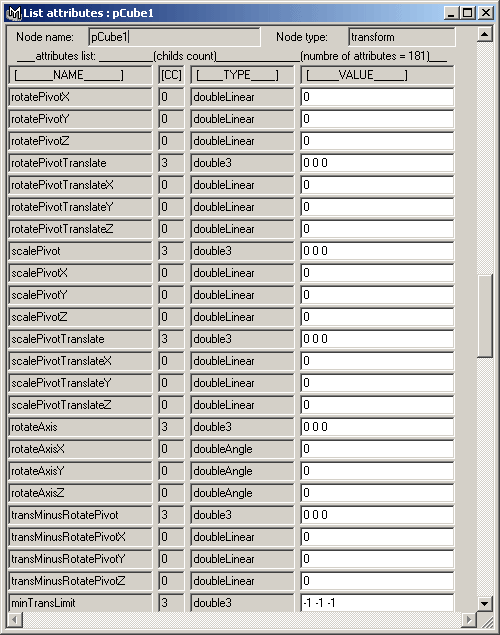 List attributes : pCube1
Node name: pCube1 Node type: transform
___attributes list: _________(childs count)_________ (numbre of attributes = 181)___
[_____NAME_____] [CC] [___TYPE___] [_____VALUE_____]
rotatePivotX 0 doubleLinear 0
rotatePivotY 0 doubleLinear 0
rotatePivotZ 0 doubleLinear 0
rotatePivotTranslate 3 double3 0 0 0
rotatePivotTranslateX 0 doubleLinear 0
rotatePivotTranslateY 0 doubleLinear 0
rotatePivotTranslateZ 0 doubleLinear 0
scalePivot 3 double3 0 0 0
scalePivotX 0 doubleLinear 0
scalePivotY 0 doubleLinear 0
scalePivotZ 0 doubleLinear 0
scalePivotTranslate 3 double3 0 0 0
scalePivotTranslateX 0 doubleLinear 0
scalePivotTranslateY 0 doubleLinear 0
scalePivotTranslateZ 0 doubleLinear 0
rotateAxis 3 double3 0 0 0
rotateAxisX 0 doubleAngle 0
rotateAxisY 0 doubleAngle 0
rotateAxisZ 0 doubleAngle 0
transMinusRotatePivot 3 double3 0 0 0
transMinusRotatePivotX 0 doubleLinear 0
transMinusRotatePivotY 0 doubleLinear 0
transMinusRotatePivotZ 0 doubleLinear 0
minTransLimit 3 double3 -1 -1 -1